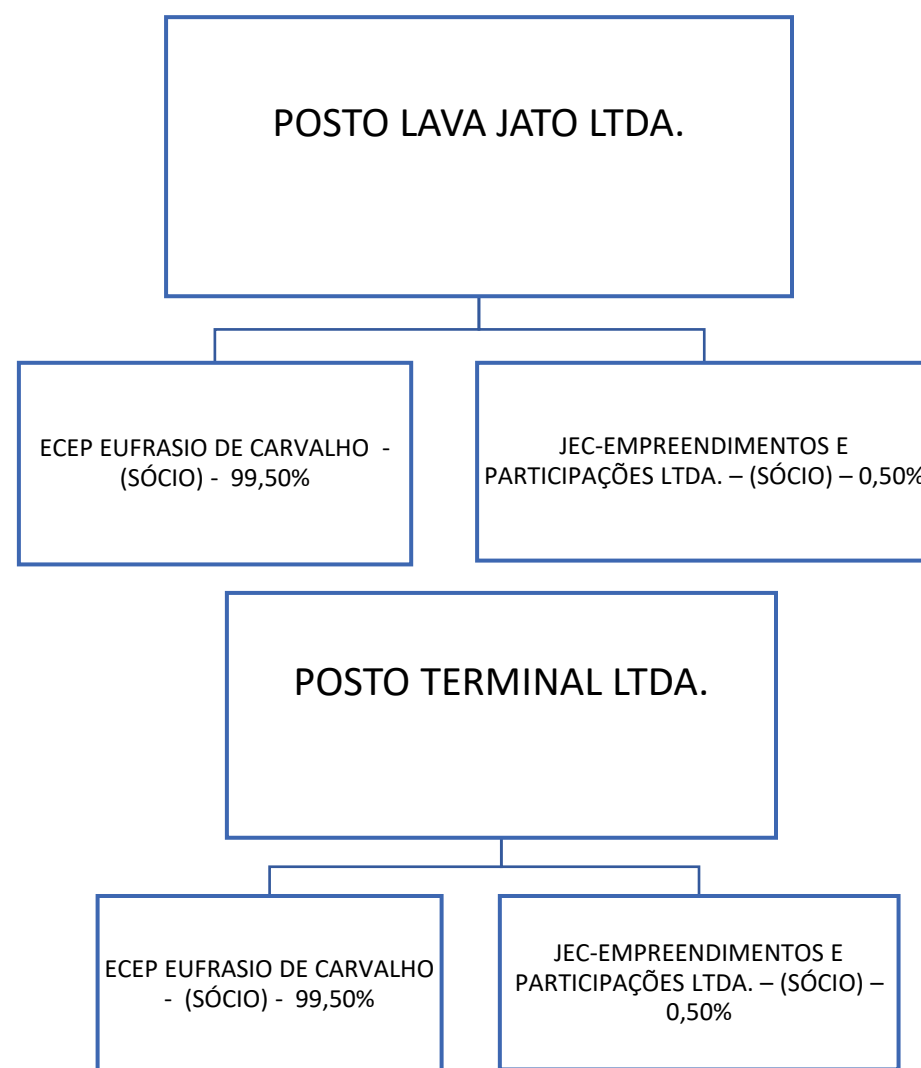 POSTO LAVA JATO LTDA.
ECEP EUFRASIO DE CARVALHO -
(SÓCIO) - 99,50%
JEC-EMPREENDIMENTOS E
PARTICIPAÇÕES LTDA. – (SÓCIO) – 0,50%
POSTO TERMINAL LTDA.
ECEP EUFRASIO DE CARVALHO
- (SÓCIO) - 99,50%
JEC-EMPREENDIMENTOS E
PARTICIPAÇÕES LTDA. – (SÓCIO) –
0,50%